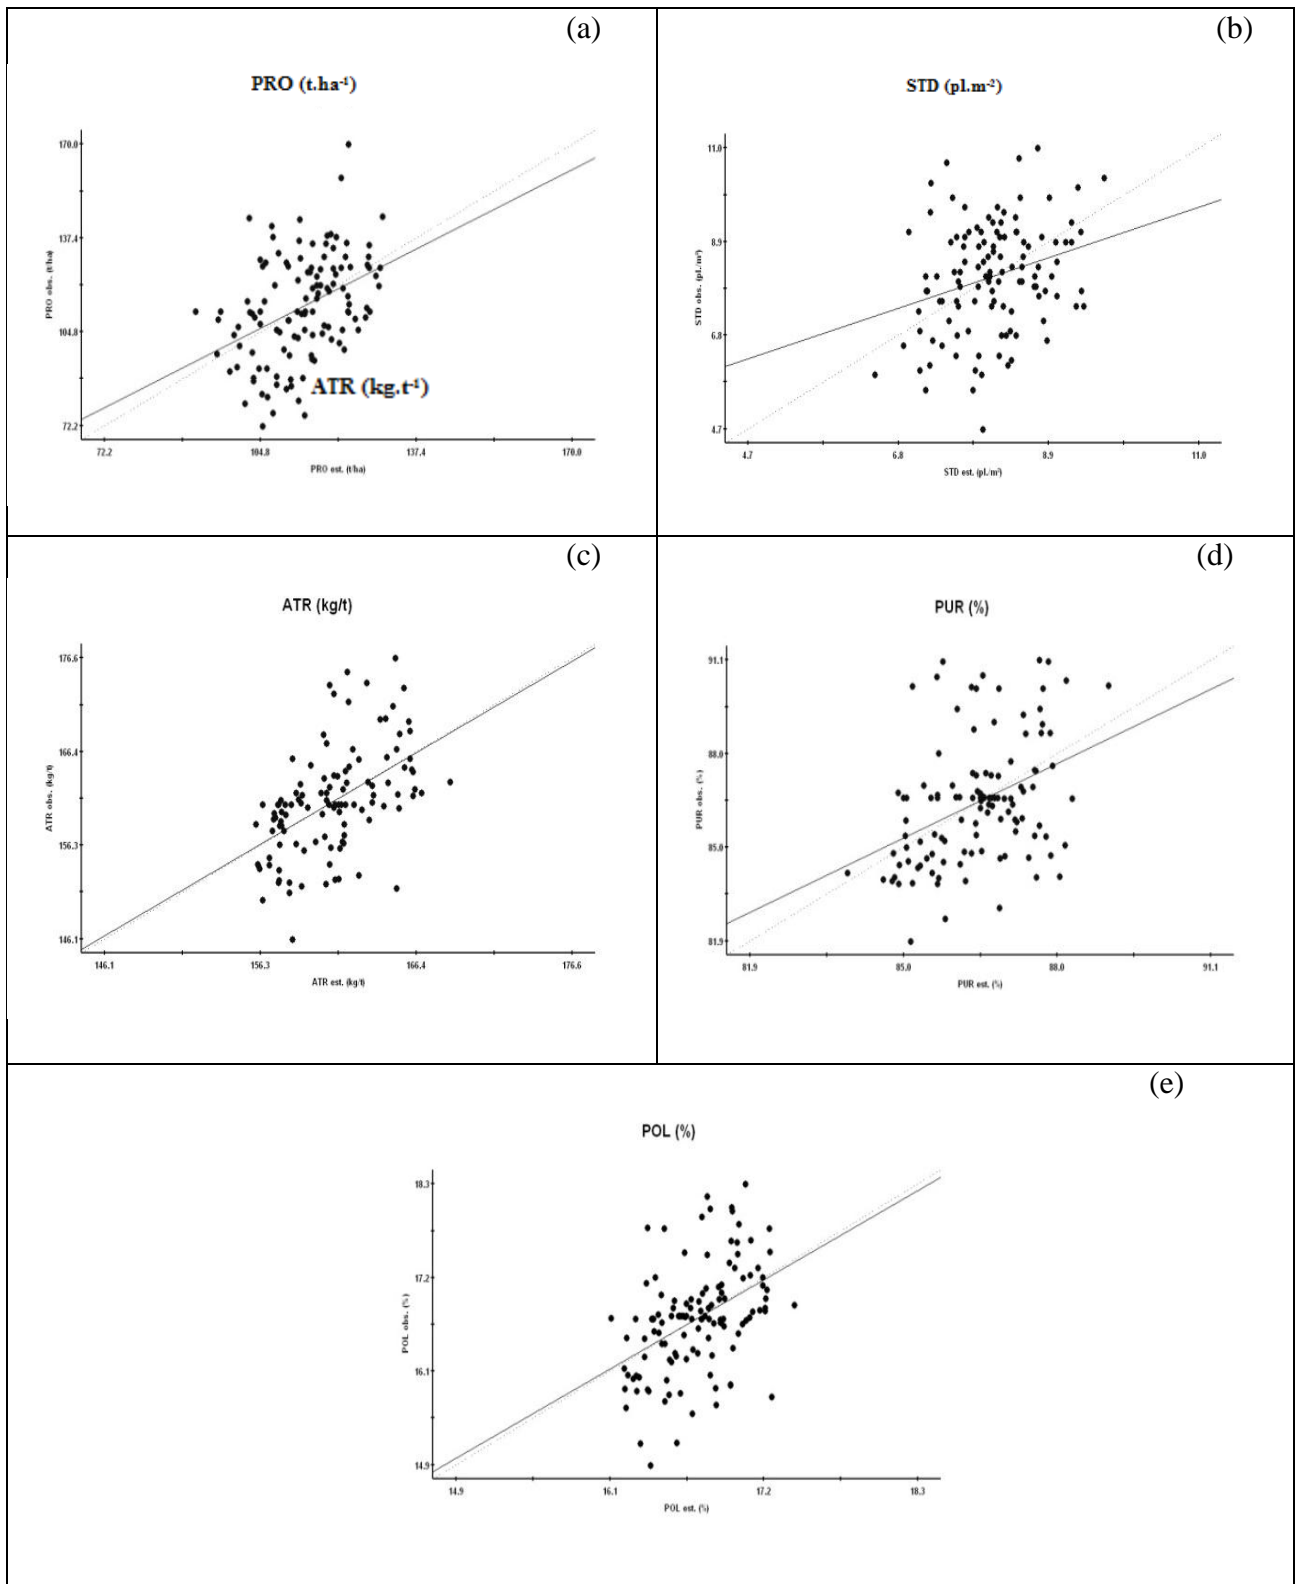 (a)
PRO (t.ha-1)
170.0
137.4
104.8
72.2
PRO obs. (t/ha)
ATR (kg.t-1)
72.2 104.8 137.4 170.0
PRO est. (t/ha)
(b)
STD (pl.m-2)
11.0
8.9
6.8
4.7
STD obs. (pl./m²)
4.7 6.8 8.9 11.0
STD est. (pl./m²)
(c)
ATR (kg/t)
176.6
166.4
156.3
146.1
ATR obs. (kg/t)
146.1 156.3 166.4 176.6
ATR est. (kg/t)
(d)
PUR (%)
91.1
88.0
85.0
81.9
PUR obs. (%)
81.9 85.0 88.0 91.1
PUR est. (%)
(e)
POL (%)
18.3
17.2
16.1
14.9
POL obs. (%)
14.9 16.1 17.2 18.3
POL est. (%)